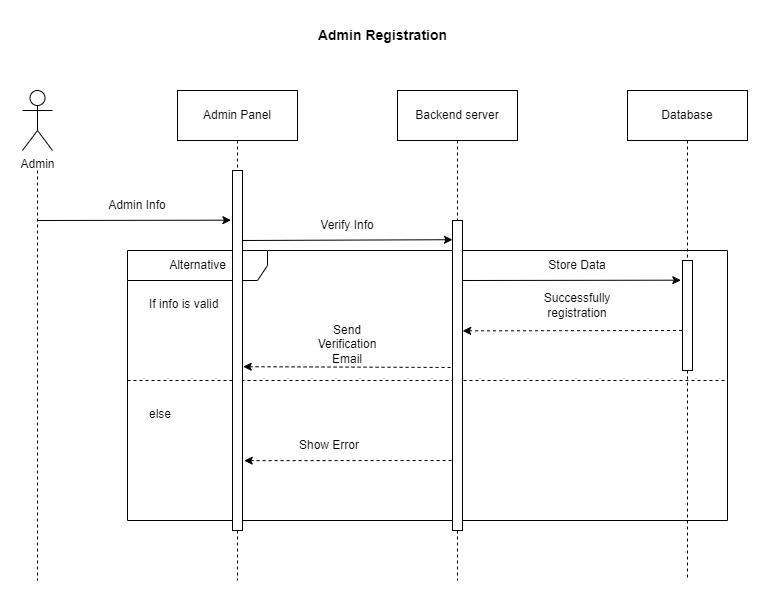 Admin Registration
Admin Panel
Backend server
Database
Admin
Admin Info
Verify Info
Alternative
Store Data
If info is valid
Successfully
registration
Send
Verification
Email
else
Show Error